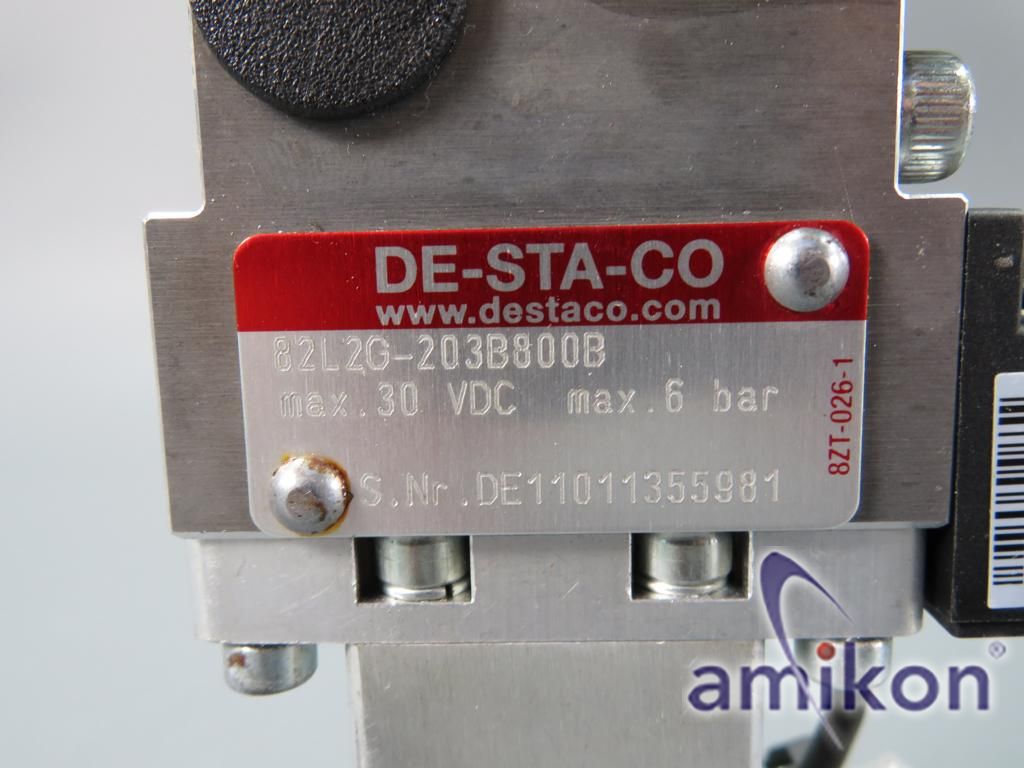 DE-STA-CO
www.destaco.com
82L2G-203B800B
max.30 VDC max.6 bar
8ZT-026-1
S.Nr.DE11011355981
amikon®